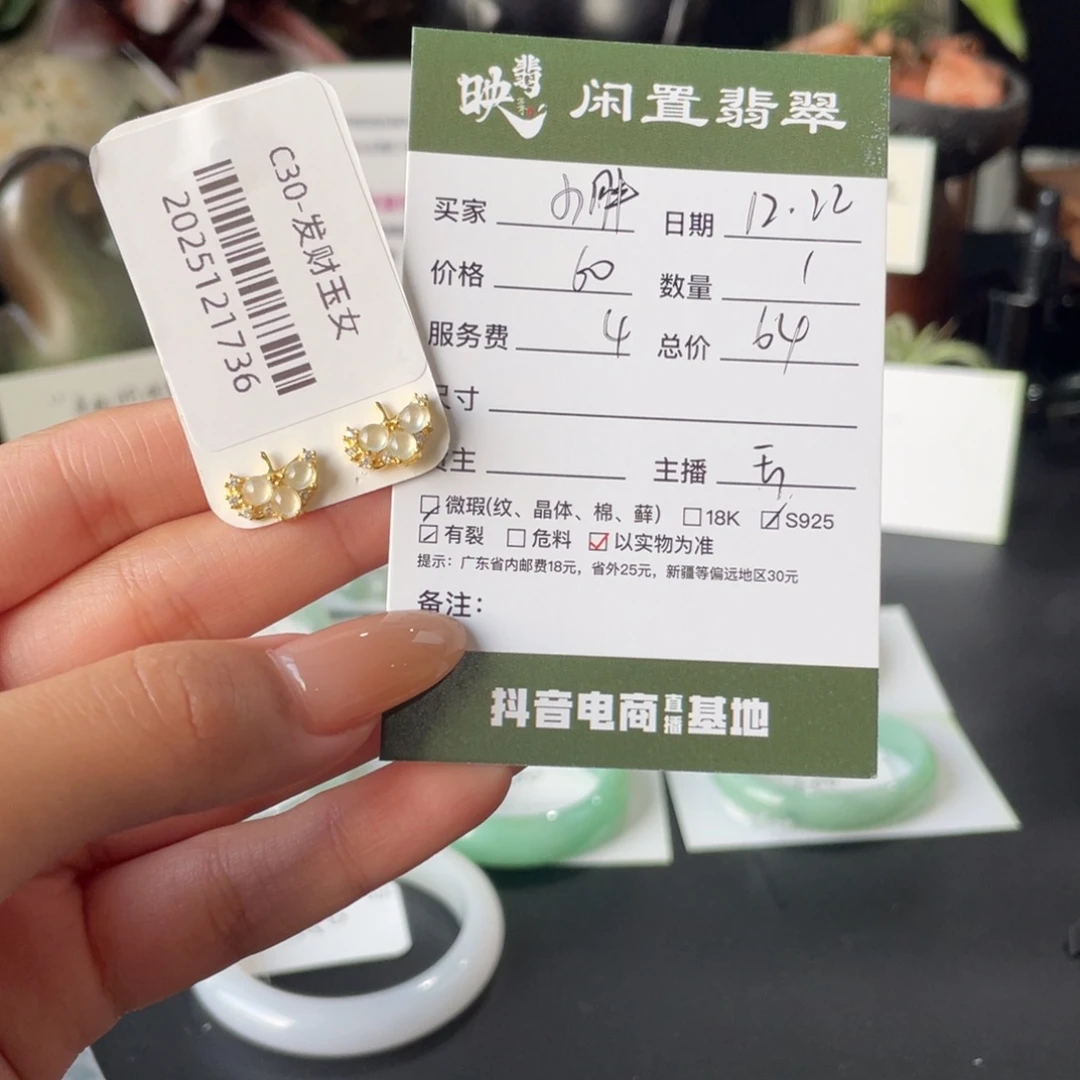 C30-发财玉女
2025121736
映翡 闲置翡翠
买家 小胖 日期 12.22
价格 60 数量 1
服务费 4 总价 64
尺寸
主 主播
微瑕(纹、晶体、棉、藓) 18K S925
有裂 危料 以实物为准
提示：广东省内邮费18元，省外25元，新疆等偏远地区30元
备注：
抖音电商直播基地